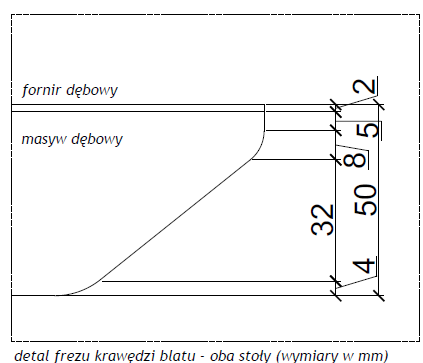 fornir dębowy
2
masyw dębowy
5
8
50
32
4
detal frezu krawędzi blatu - oba stoły (wymiary w mm)